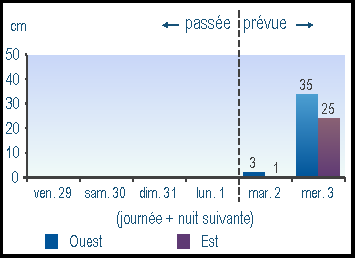 passée prévue
cm
50
40
30
20
10
0
3
1
35
25
ven. 29 sam. 30 dim. 31 lun. 1 mar. 2 mer. 3
(journée + nuit suivante)
Ouest Est